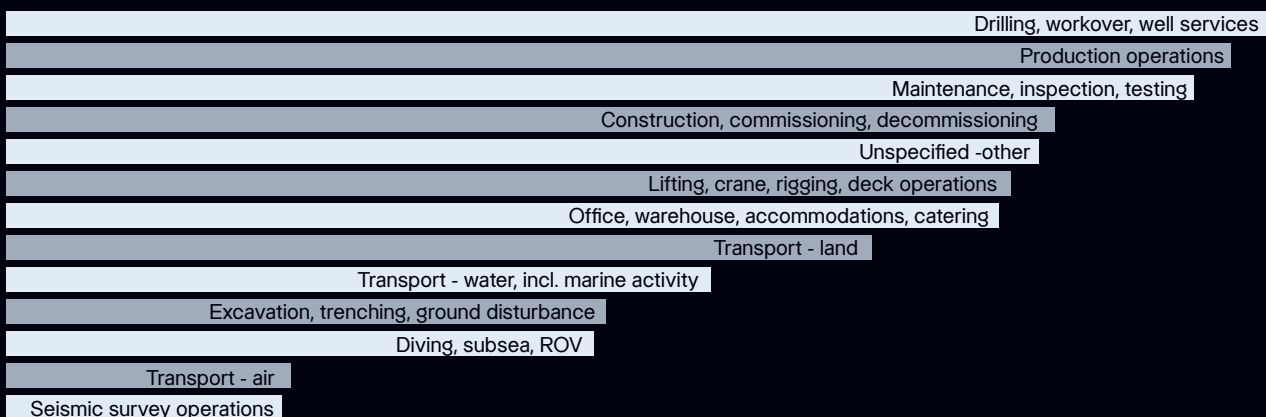 Drilling, workover, well services
Production operations
Maintenance, inspection, testing
Construction, commissioning, decommissioning
Unspecified -other
Lifting, crane, rigging, deck operations
Office, warehouse, accommodations, catering
Transport - land
Transport - water, incl. marine activity
Excavation, trenching, ground disturbance
Diving, subsea, ROV
Transport - air
Seismic survey operations